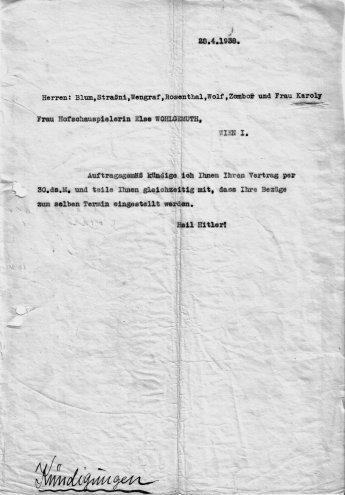 28.4.1938.
Herren: Blum,Straßni,Wengraf,Rosenthal,Wolf,Zombor und Frau Karoly
Frau Hofschauspielerin Else WOHLGEMUTH,
WIEN I.
Auftragsgemäß kündige ich Ihnen Ihren Vertrag per
30.ds.M. und teile Ihnen gleichzeitig mit, dass Ihre Bezüge
zum selben Termin eingestellt werden.
Heil Hitler!
Kündigungen